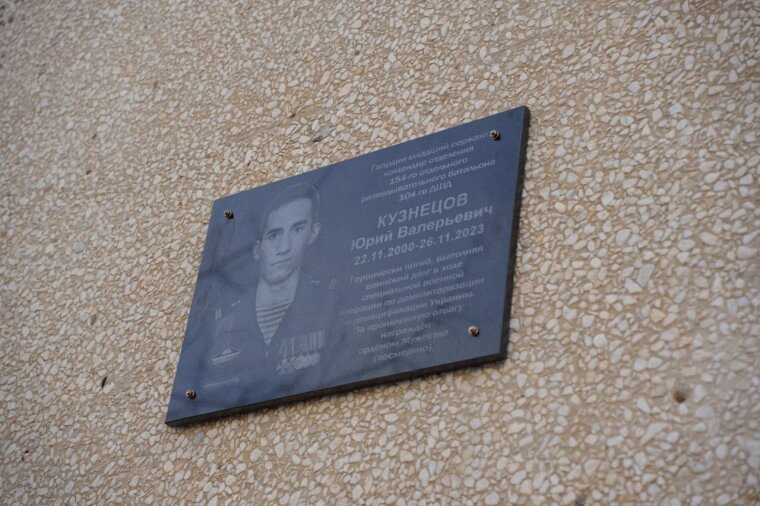 Гвардии младший сержант
командир отделения
154-го отдельного
разведывательного батальона
104 гв ДШД
КУЗНЕЦОВ
Юрий Валерьевич
22.11.2000-26.11.2023
Героически погиб, выполняя
воинский долг в ходе
специальной военной
операции по демилитаризации
и денацификации Украины.
За проявленную отвагу
награжден
орденом Мужества
(посмертно).